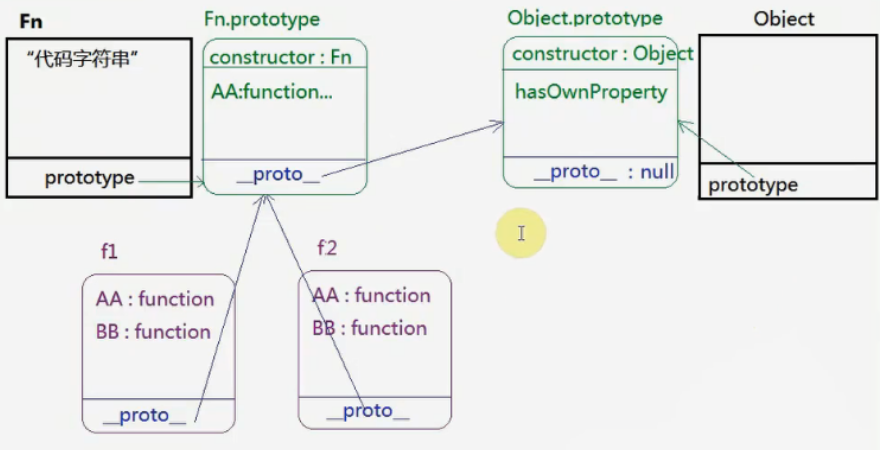 Fn
Fn.prototype
Object.prototype
Object
“代码字符串”
constructor : Fn
AA:function...
prototype
__proto__
constructor : Object
hasOwnProperty
__proto__ : null
prototype
f1
AA : function
BB : function
__proto__
f2
AA : function
BB : function
__proto__